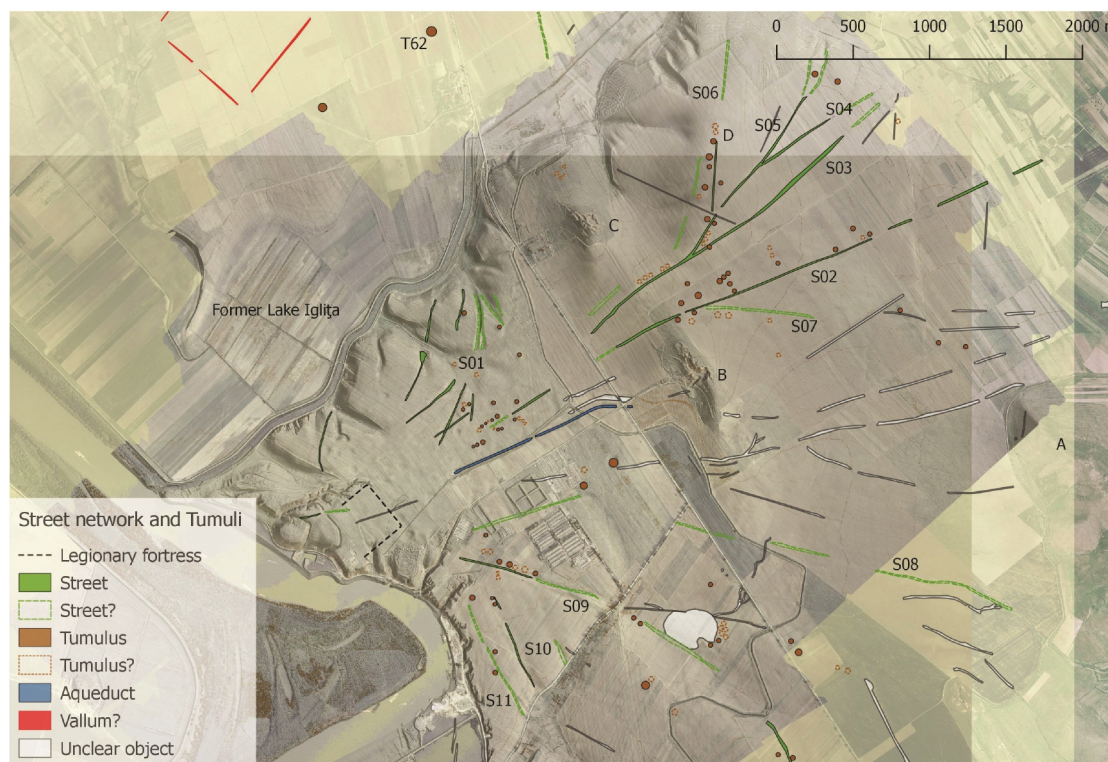 0 500 1000 1500 2000 m
T62
S06
S04
S05
D
S03
C
S02
Former Lake Igliţa
S07
S01
B
A
S08
S09
S10
S11
Street network and Tumuli
Legionary fortress
Street
Street?
Tumulus
Tumulus?
Aqueduct
Vallum?
Unclear object